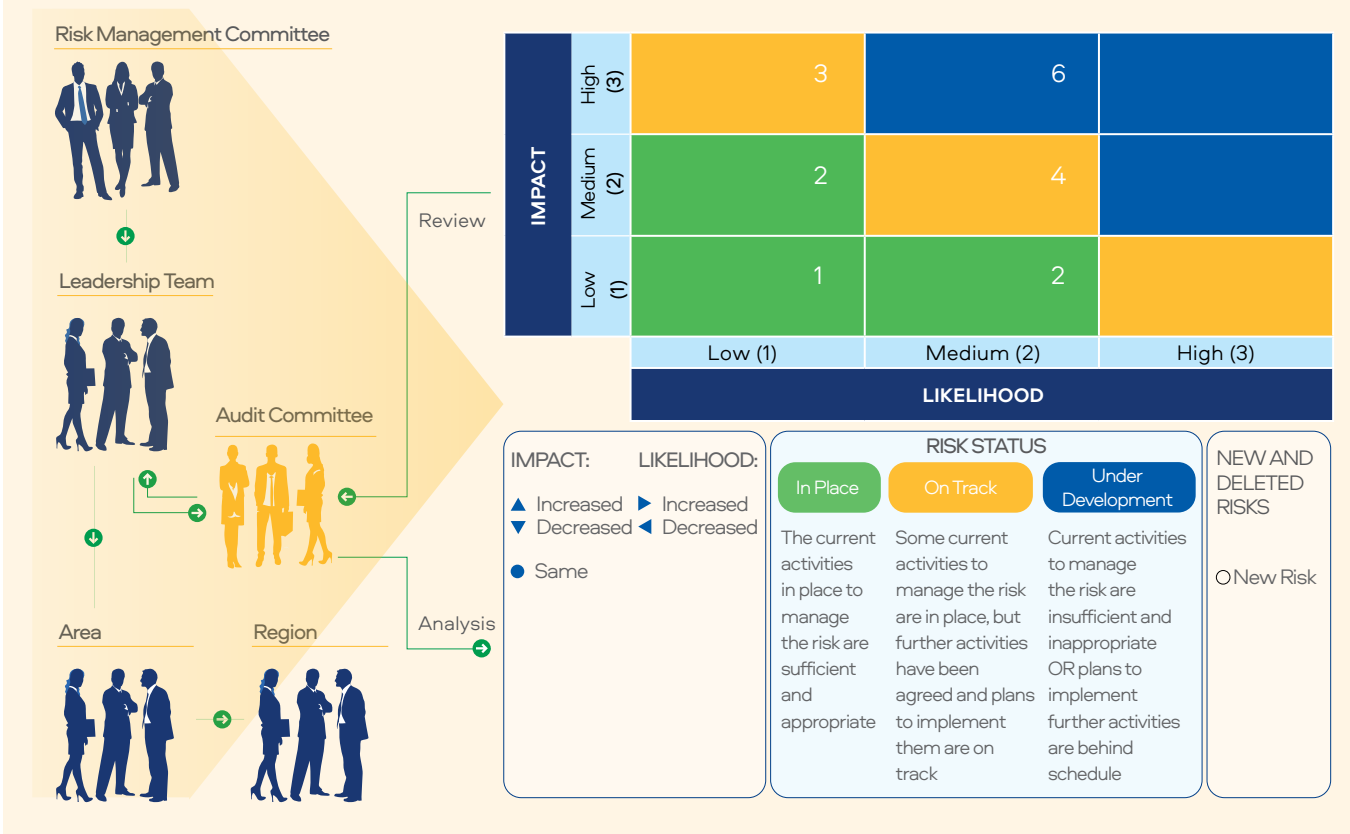 Risk Management Committee
Leadership Team
Audit Committee
Area
Region
Review
Analysis
IMPACT
High
(3)
Medium
(2)
Low
(1)
3
6
2
4
1
2
Low (1)
Medium (2)
High (3)
LIKELIHOOD
IMPACT:
Increased
Decreased
Same
LIKELIHOOD:
Increased
Decreased
RISK STATUS
In Place
The current
activities
in place to
manage
the risk are
sufficient
and
appropriate
On Track
Some current
activities to
manage the risk
are in place, but
further activities
have been
agreed and plans
to implement
them are on
track
Under
Development
Current activities
to manage
the risk are
insufficient and
inappropriate
OR plans to
implement
further activities
are behind
schedule
NEW AND
DELETED
RISKS
New Risk